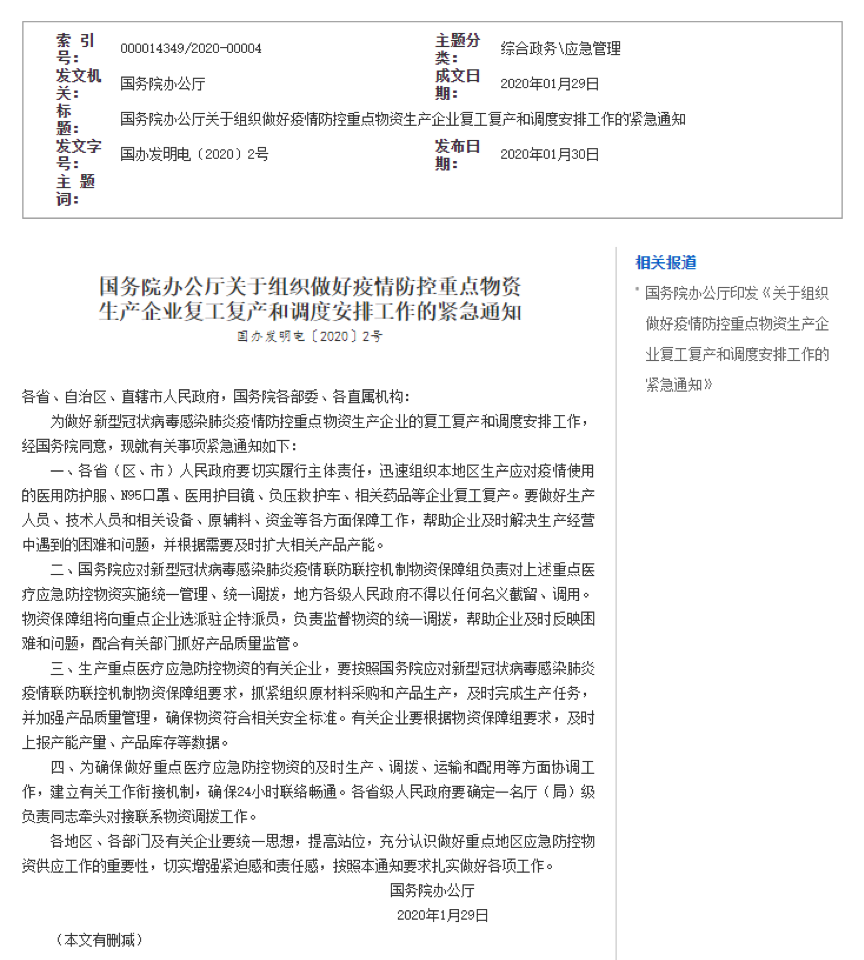 索 引
号：
000014349/2020-00004
主题分
类：
综合政务\应急管理
发文机
关：
国务院办公厅
成文日
期：
2020年01月29日
标
题：
国务院办公厅关于组织做好疫情防控重点物资生产企业复工复产和调度安排工作的紧急通知
发文字
号：
国办发明电〔2020〕2号
发布日
期：
2020年01月30日
主 题
词：
国务院办公厅关于组织做好疫情防控重点物资
生产企业复工复产和调度安排工作的紧急通知
国办发明电〔2020〕2号
各省、自治区、直辖市人民政府，国务院各部委、各直属机构：
为做好新型冠状病毒感染肺炎疫情防控重点物资生产企业的复工复产和调度安排工作，
经国务院同意，现就有关事项紧急通知如下：
一、各省（区、市）人民政府要切实履行主体责任，迅速组织本地区生产应对疫情使用
的医用防护服、N95口罩、医用护目镜、负压救护车、相关药品等企业复工复产。要做好生产
人员、技术人员和相关设备、原辅料、资金等各方面保障工作，帮助企业及时解决生产经营
中遇到的困难和问题，并根据需要及时扩大相关产品产能。
二、国务院应对新型冠状病毒感染肺炎疫情联防联控机制物资保障组负责对上述重点医
疗应急防控物资实施统一管理、统一调拨，地方各级人民政府不得以任何名义截留、调用。
物资保障组将向重点企业选派驻企特派员，负责监督物资的统一调拨，帮助企业及时反映困
难和问题，配合有关部门抓好产品质量监管。
三、生产重点医疗应急防控物资的有关企业，要按照国务院应对新型冠状病毒感染肺炎
疫情联防联控机制物资保障组要求，抓紧组织原材料采购和产品生产，及时完成生产任务，
并加强产品质量管理，确保物资符合相关安全标准。有关企业要根据物资保障组要求，及时
上报产能产量、产品库存等数据。
四、为确保做好重点医疗应急防控物资的及时生产、调拨、运输和配用等方面协调工
作，建立有关工作衔接机制，确保24小时联络畅通。各省级人民政府要确定一名厅（局）级
负责同志牵头对接联系物资调拨工作。
各地区、各部门及有关企业要统一思想，提高站位，充分认识做好重点地区应急防控物
资供应工作的重要性，切实增强紧迫感和责任感，按照本通知要求扎实做好各项工作。
国务院办公厅
2020年1月29日
（本文有删减）
相关报道
国务院办公厅印发《关于组织
做好疫情防控重点物资生产企
业复工复产和调度安排工作的
紧急通知》